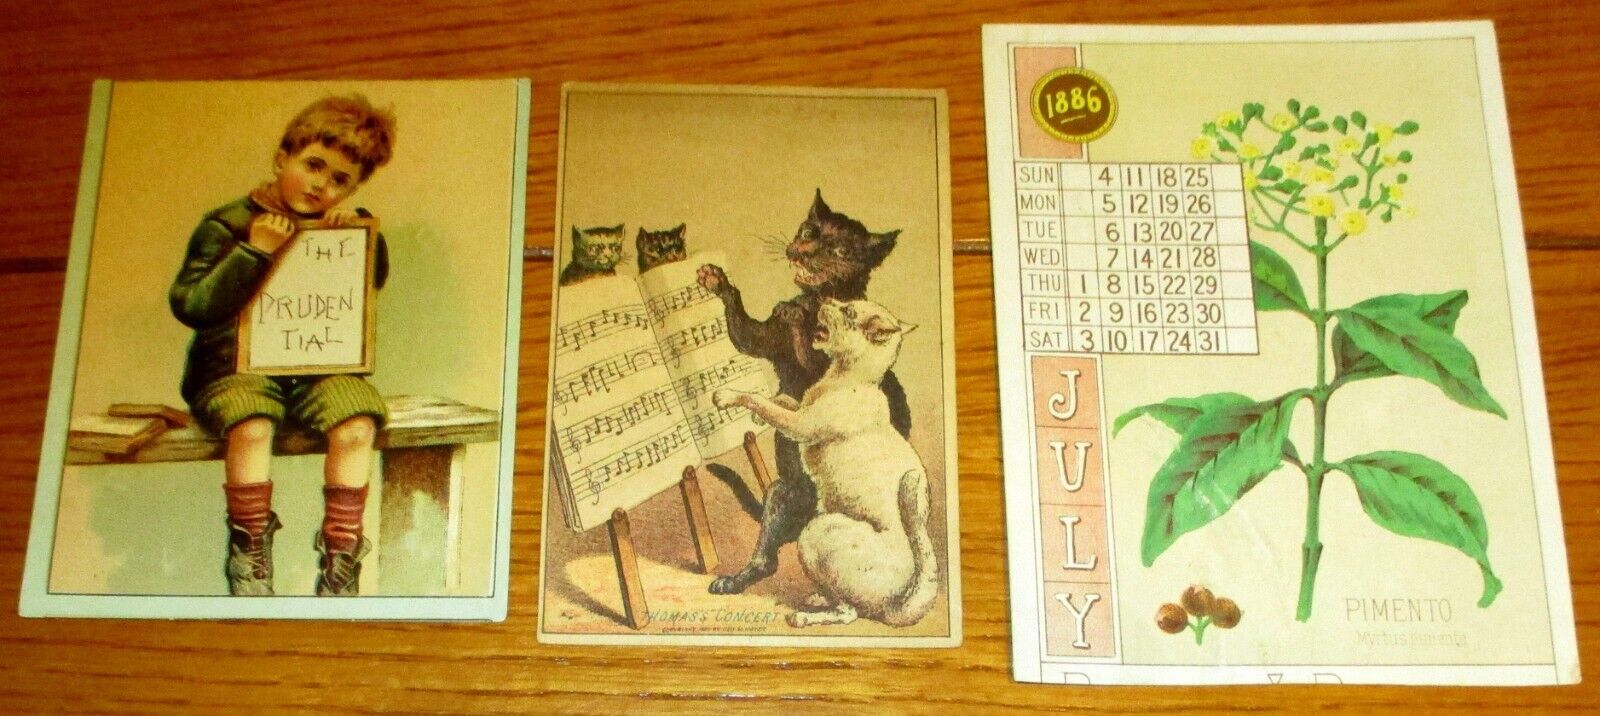 THE
PRUDEN
TIAL
THOMAS'S CONCERT
1886
SUN 4 11 18 25
MON 5 12 19 26
TUE 6 13 20 27
WED 7 14 21 28
THU 1 8 15 22 29
FRI 2 9 16 23 30
SAT 3 10 17 24 31
JULY
PIMENTO
Myrtus pimenta